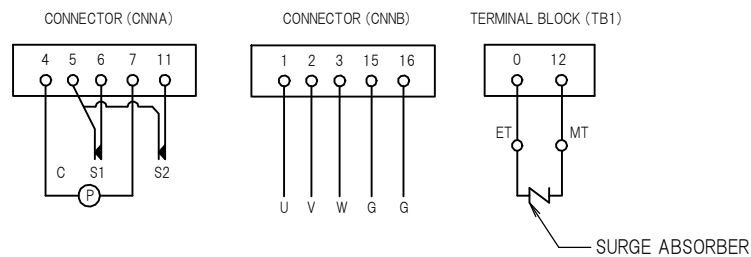 CONNECTOR (CNNA)
CONNECTOR (CNNB)
TERMINAL BLOCK (TB1)
4 5 6 7 11
1 2 3 15 16
0 12
ET MT
C S1 S2
P
U V W G G
SURGE ABSORBER